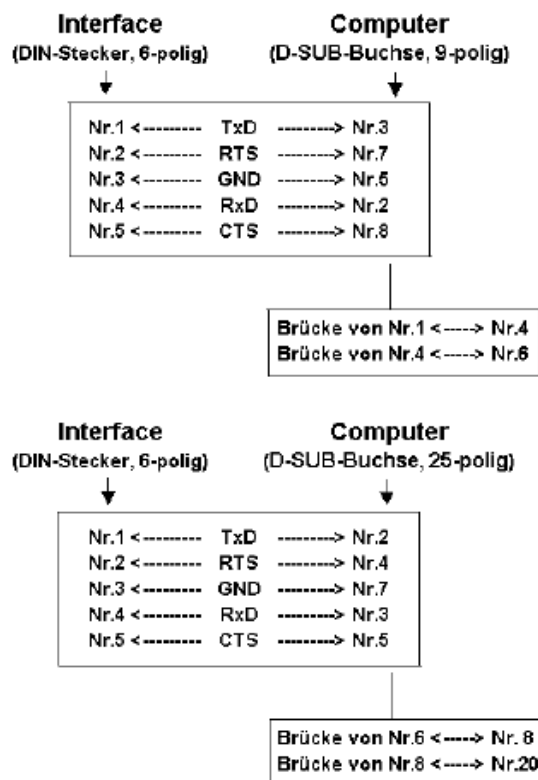 Interface Computer
(DIN-Stecker, 6-polig) (D-SUB-Buchse, 9-polig)
Nr.1 <--------- TxD ---------> Nr.3
Nr.2 <--------- RTS ---------> Nr.7
Nr.3 <--------- GND ---------> Nr.5
Nr.4 <--------- RxD ---------> Nr.2
Nr.5 <--------- CTS ---------> Nr.8
Brücke von Nr.1 <-----> Nr.4
Brücke von Nr.4 <-----> Nr.6
Interface Computer
(DIN-Stecker, 6-polig) (D-SUB-Buchse, 25-polig)
Nr.1 <--------- TxD ---------> Nr.2
Nr.2 <--------- RTS ---------> Nr.4
Nr.3 <--------- GND ---------> Nr.7
Nr.4 <--------- RxD ---------> Nr.3
Nr.5 <--------- CTS ---------> Nr.5
Brücke von Nr.6 <-----> Nr. 8
Brücke von Nr.8 <-----> Nr.20